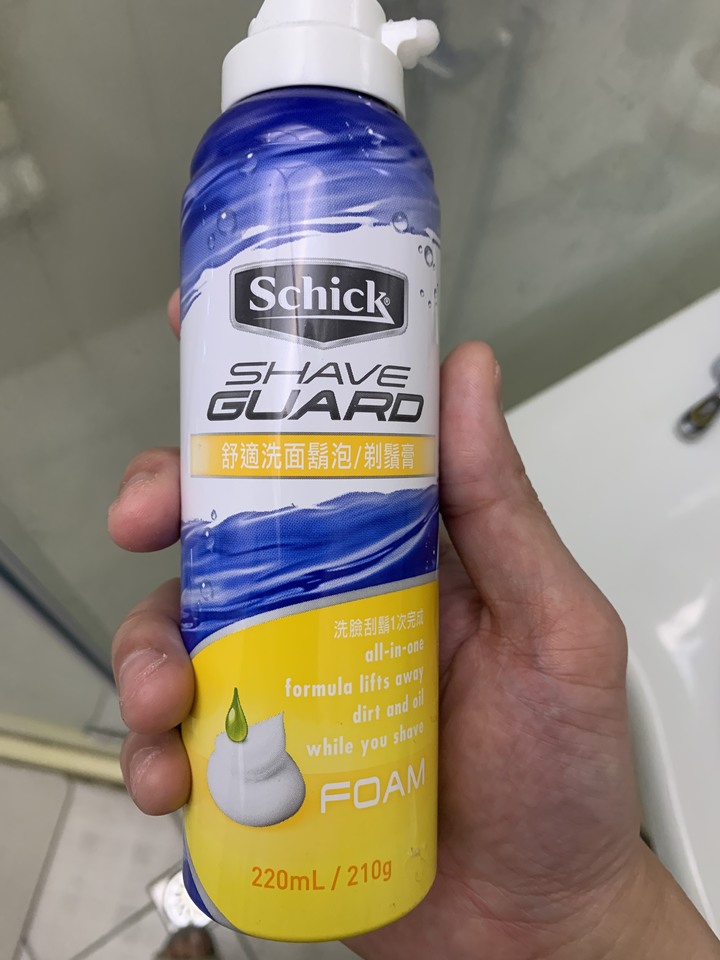 Schick®
SHAVE
GUARD
舒適洗面鬍泡/剃鬚膏
洗臉刮鬍1次完成
all-in-one
formula lifts away
dirt and oil
while you shave
FOAM
220mL / 210g